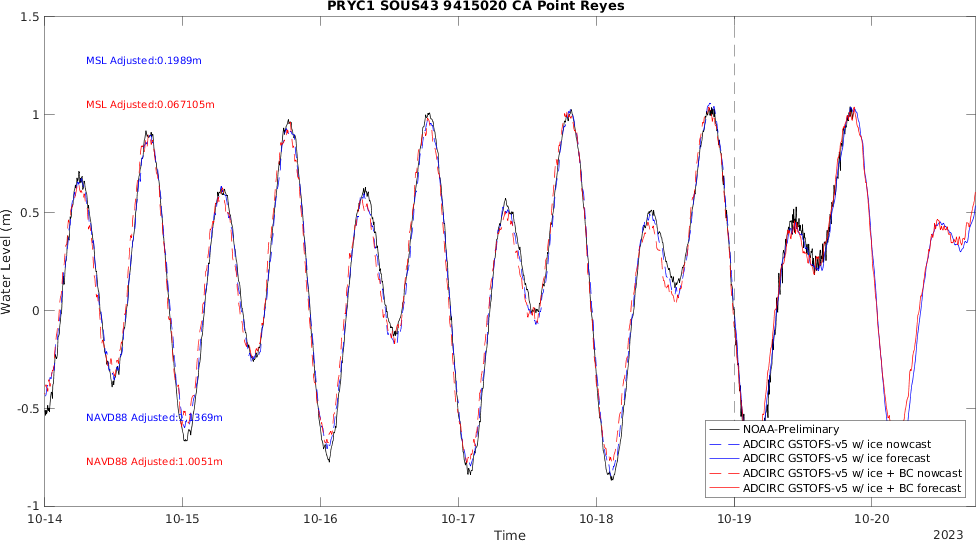 PRYC1 SOUS43 9415020 CA Point Reyes
Water Level (m)
1.5
1
0.5
0
-0.5
-1
MSL Adjusted:0.1989m
MSL Adjusted:0.067105m
NAVD88 Adjusted:1.1369m
NAVD88 Adjusted:1.0051m
NOAA-Preliminary
ADCIRC GSTOFS-v5 w/ ice nowcast
ADCIRC GSTOFS-v5 w/ ice forecast
ADCIRC GSTOFS-v5 w/ ice + BC nowcast
ADCIRC GSTOFS-v5 w/ ice + BC forecast
10-14 10-15 10-16 10-17 10-18 10-19 10-20
Time
2023